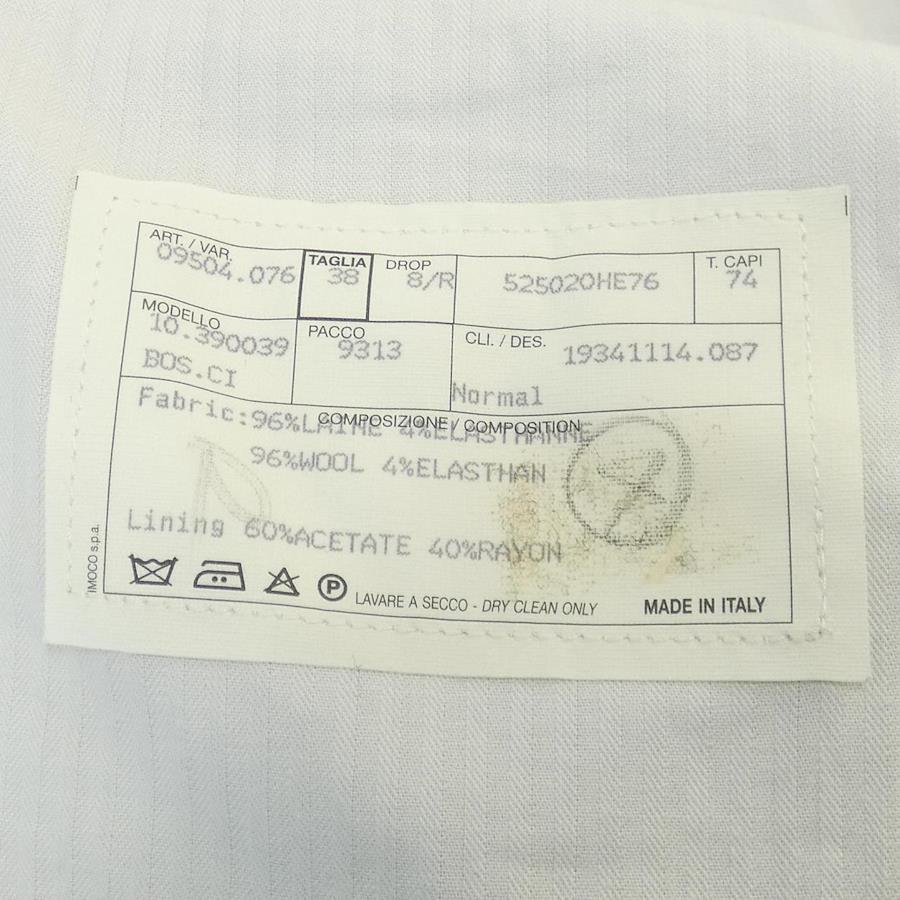 ART. / VAR.
09504.076
TAGLIA
38
DROP
8/R
525020HE76
T. CAPI
74
MODELLO
10.390039
BOS.CI
PACCO
9313
CLI. / DES.
19341114.087
Normal
COMPOSIZIONE / COMPOSITION
Fabric:96%LAINE 4%ELASTHANNE
96%WOOL 4%ELASTHAN
Lining 60%ACETATE 40%RAYON
P
LAVARE A SECCO - DRY CLEAN ONLY
MADE IN ITALY
IMOCO s.p.a.